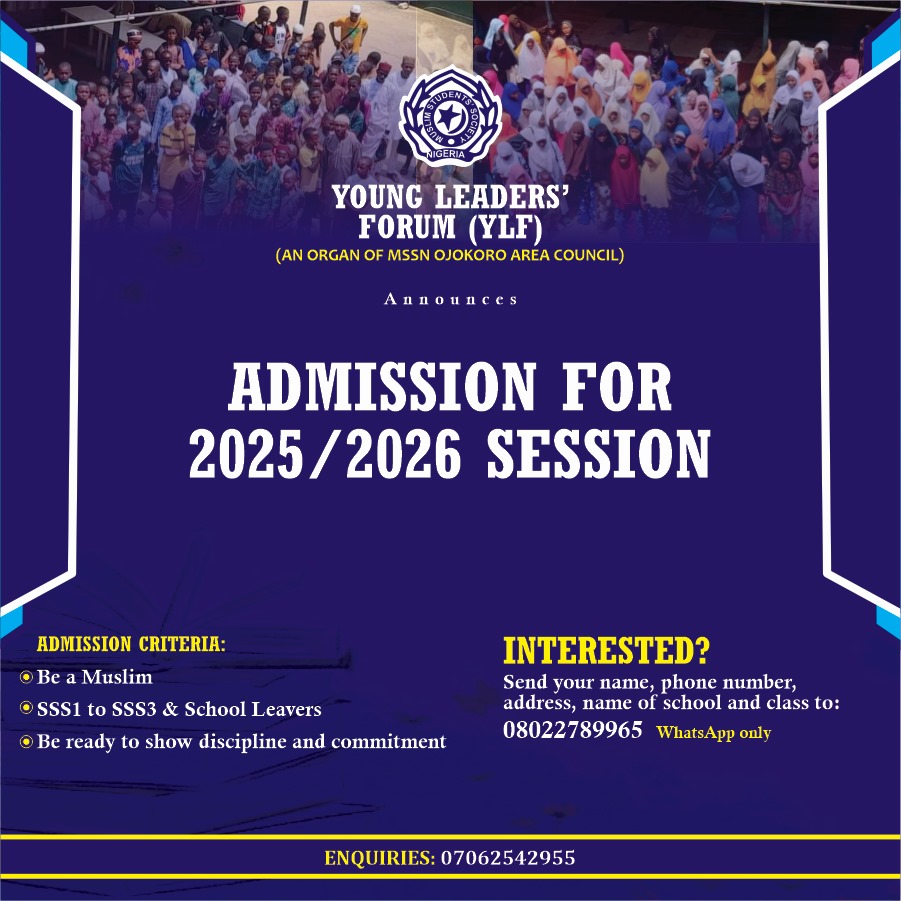 MUSLIM STUDENTS' SOCIETY
NIGERIA
YOUNG LEADERS'
FORUM (YLF)
(AN ORGAN OF MSSN OJOKORO AREA COUNCIL)
Announces
ADMISSION FOR
2025/2026 SESSION
ADMISSION CRITERIA:
Be a Muslim
SSS1 to SSS3 & School Leavers
Be ready to show discipline and commitment
INTERESTED?
Send your name, phone number,
address, name of school and class to:
08022789965 WhatsApp only
ENQUIRIES: 07062542955